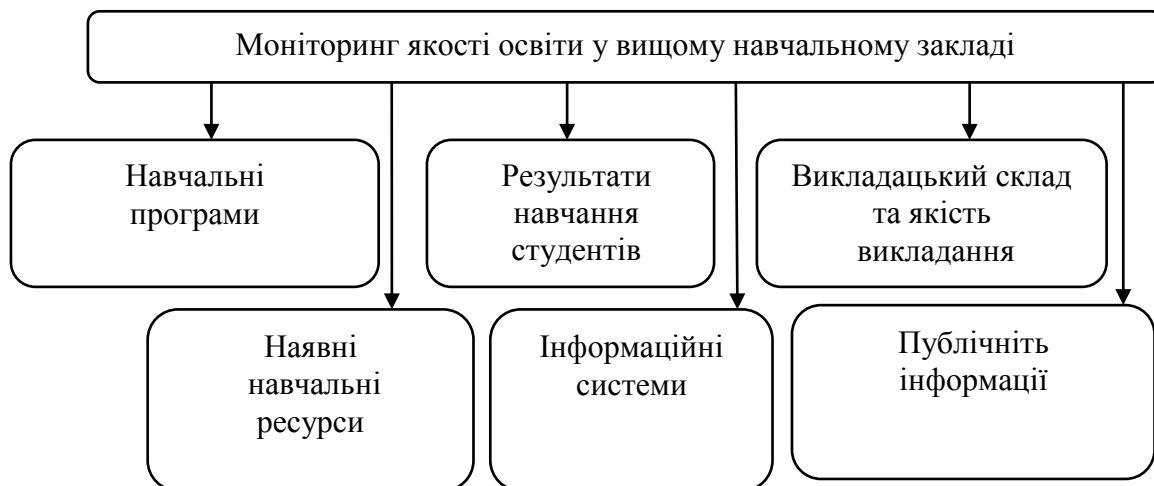 Моніторинг якості освіти у вищому навчальному закладі
Навчальні
програми
Результати
навчання
студентів
Викладацький склад
та якість
викладання
Наявні
навчальні
ресурси
Інформаційні
системи
Публічніть
інформації